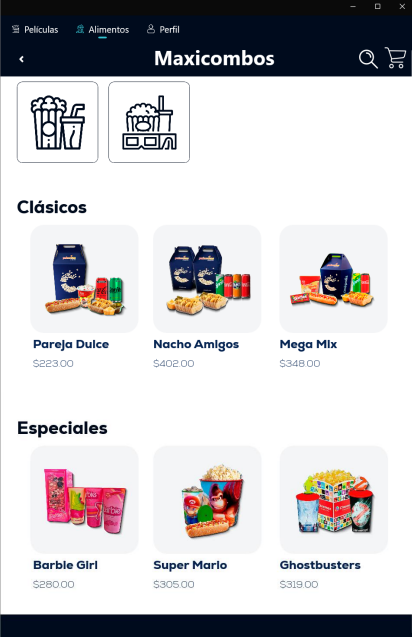 Películas Alimentos Perfil
Maxicombos
Clásicos
Pareja Dulce Nacho Amigos Mega Mix
$223.00 $402.00 $348.00
Especiales
Barbie Girl Super Mario Ghostbusters
$280.00 $305.00 $319.00